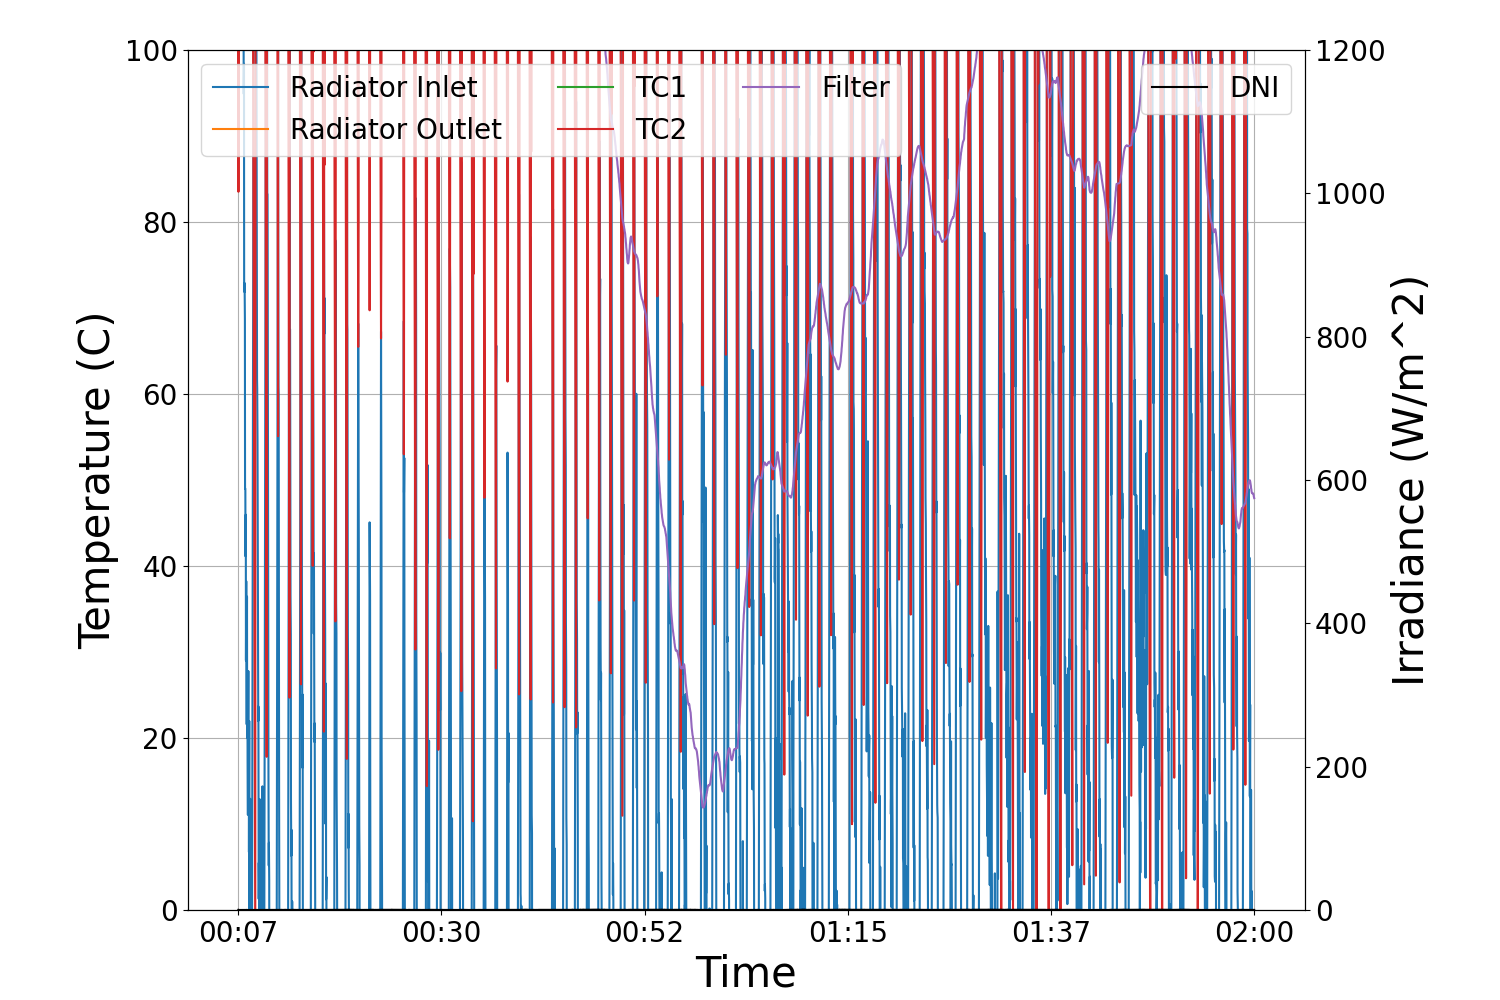 100 1200
Radiator Inlet TC1 Filter DNI
Radiator Outlet TC2
80 1000
60 800
40 600
20 400
0 200
0
Temperature (C)
Irradiance (W/m^2)
00:07 00:30 00:52 01:15 01:37 02:00
Time